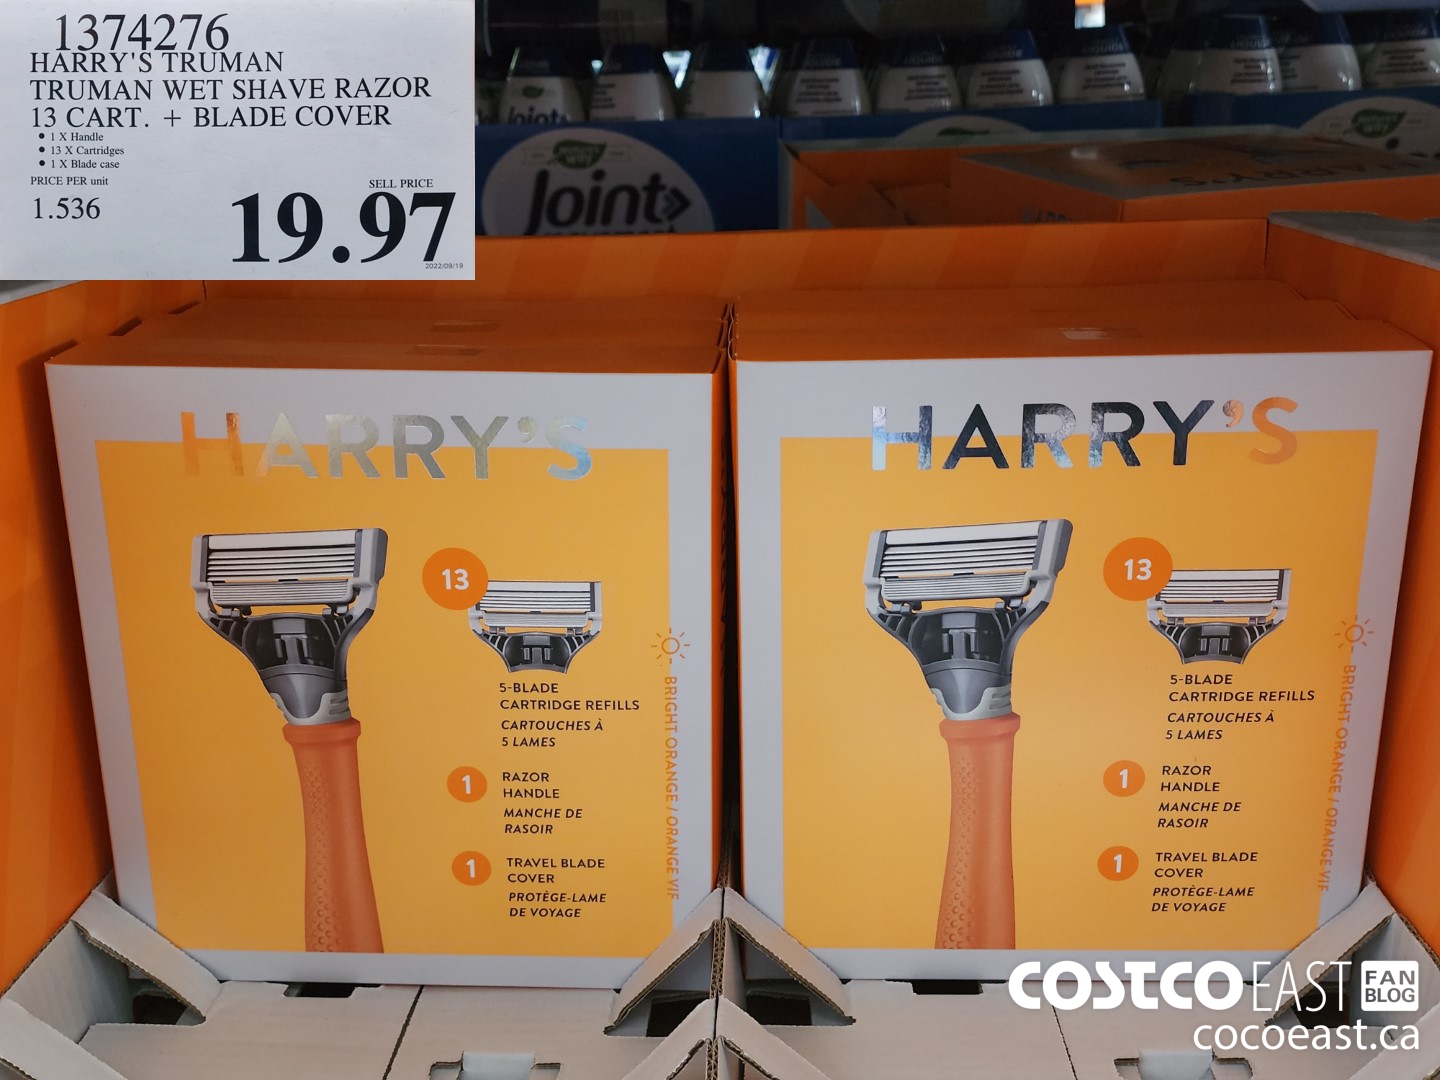 1374276
HARRY'S TRUMAN
TRUMAN WET SHAVE RAZOR
13 CART. + BLADE COVER
• 1 X Handle
• 13 X Cartridges
• 1 X Blade case
PRICE PER unit
SELL PRICE
1.536
19.97
2022/09/19
Joint
HARRY'S
HARRY'S
13
5-BLADE
CARTRIDGE REFILLS
CARTOUCHES À
5 LAMES
1
RAZOR
HANDLE
MANCHE DE
RASOIR
1
TRAVEL BLADE
COVER
PROTÈGE-LAME
DE VOYAGE
BRIGHT ORANGE / ORANGE VIF
HARRY'S
13
5-BLADE
CARTRIDGE REFILLS
CARTOUCHES À
5 LAMES
1
RAZOR
HANDLE
MANCHE DE
RASOIR
1
TRAVEL BLADE
COVER
PROTÈGE-LAME
DE VOYAGE
BRIGHT ORANGE / ORANGE VIF
COSTCO EAST FAN BLOG
cocoeast.ca